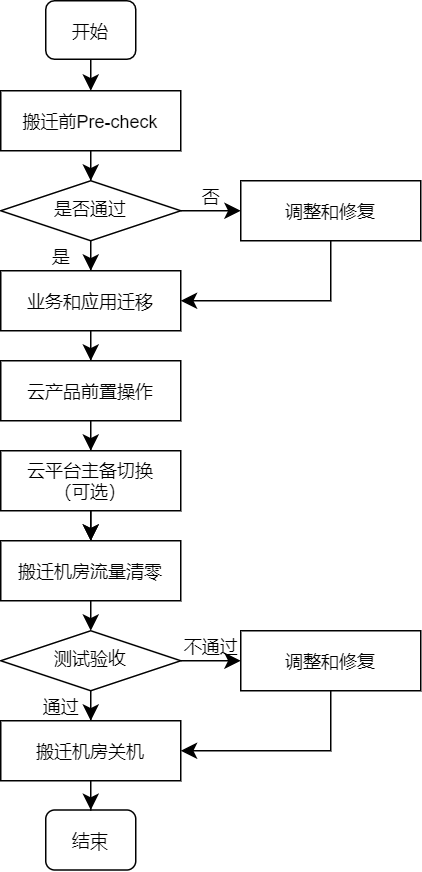 开始
搬迁前Pre-check
是否通过
否
调整和修复
是
业务和应用迁移
云产品前置操作
云平台主备切换
（可选）
搬迁机房流量清零
测试验收
不通过
调整和修复
通过
搬迁机房关机
结束